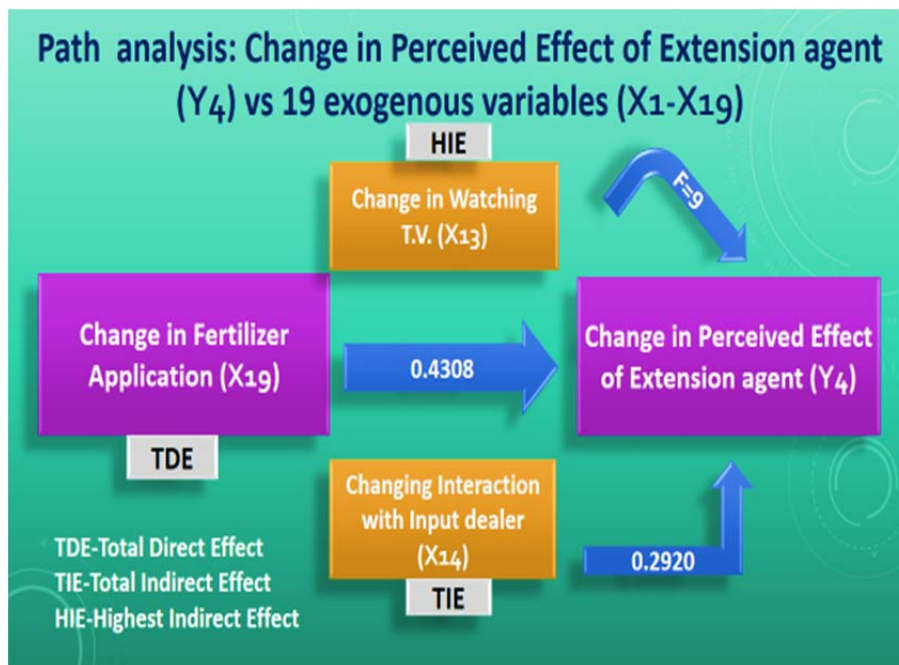 Path analysis: Change in Perceived Effect of Extension agent
(Y4) vs 19 exogenous variables (X1-X19)
HIE
Change in Watching
T.V. (X13)
F=9
Change in Fertilizer
Application (X19)
TDE
0.4308
Change in Perceived Effect
of Extension agent (Y4)
Changing Interaction
with Input dealer
(X14)
TIE
0.2920
TDE-Total Direct Effect
TIE-Total Indirect Effect
HIE-Highest Indirect Effect